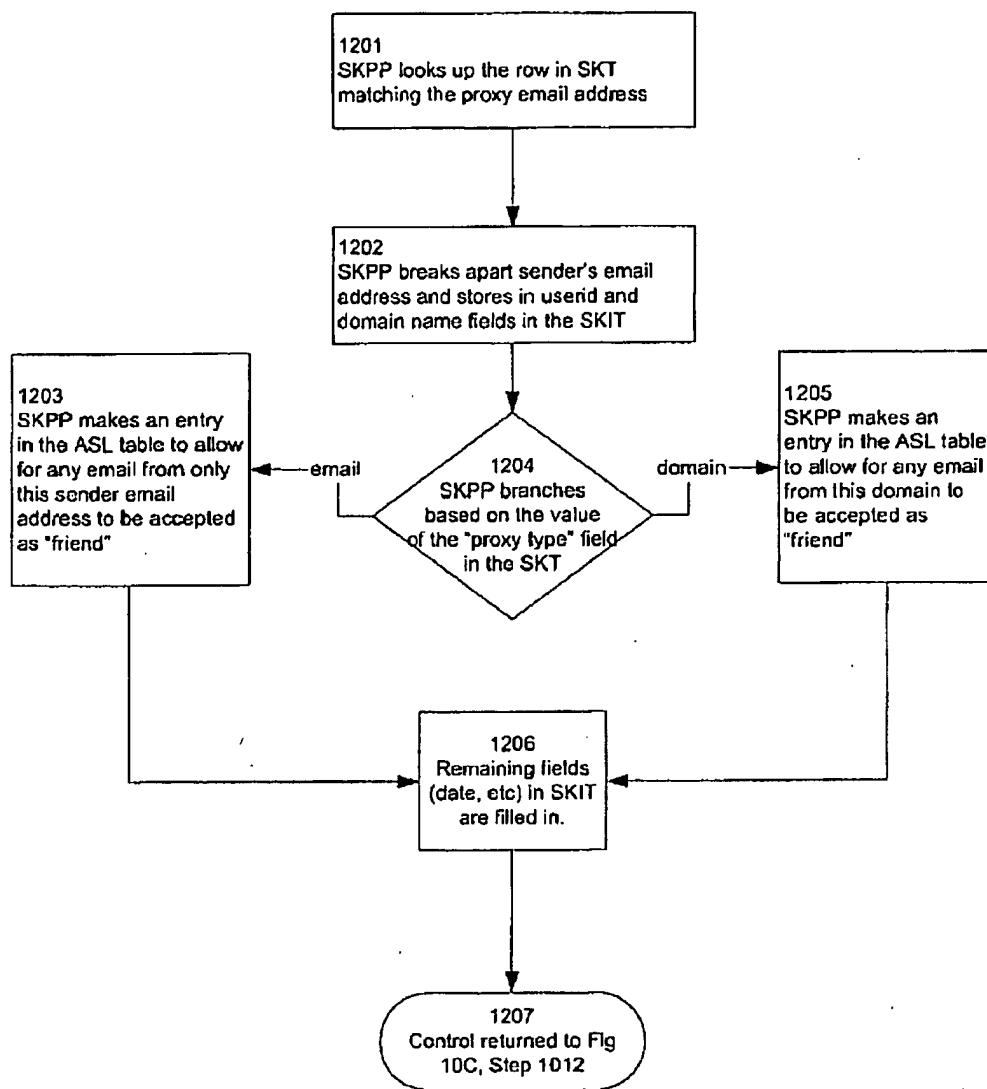 1201
SKPP looks up the row in SKT
matching the proxy email address
1202
SKPP breaks apart sender's email
address and stores in userid and
domain name fields in the SKIT
1203
SKPP makes an entry
in the ASL table to allow
for any email from only
this sender email
address to be accepted
as "friend"
email
1204
SKPP branches
based on the value
of the "proxy type" field
in the SKT
domain
1205
SKPP makes an
entry in the ASL table
to allow for any email
from this domain to
be accepted as
"friend"
1206
Remaining fields
(date, etc) in SKIT
are filled in.
1207
Control returned to Fig
10C, Step 1012